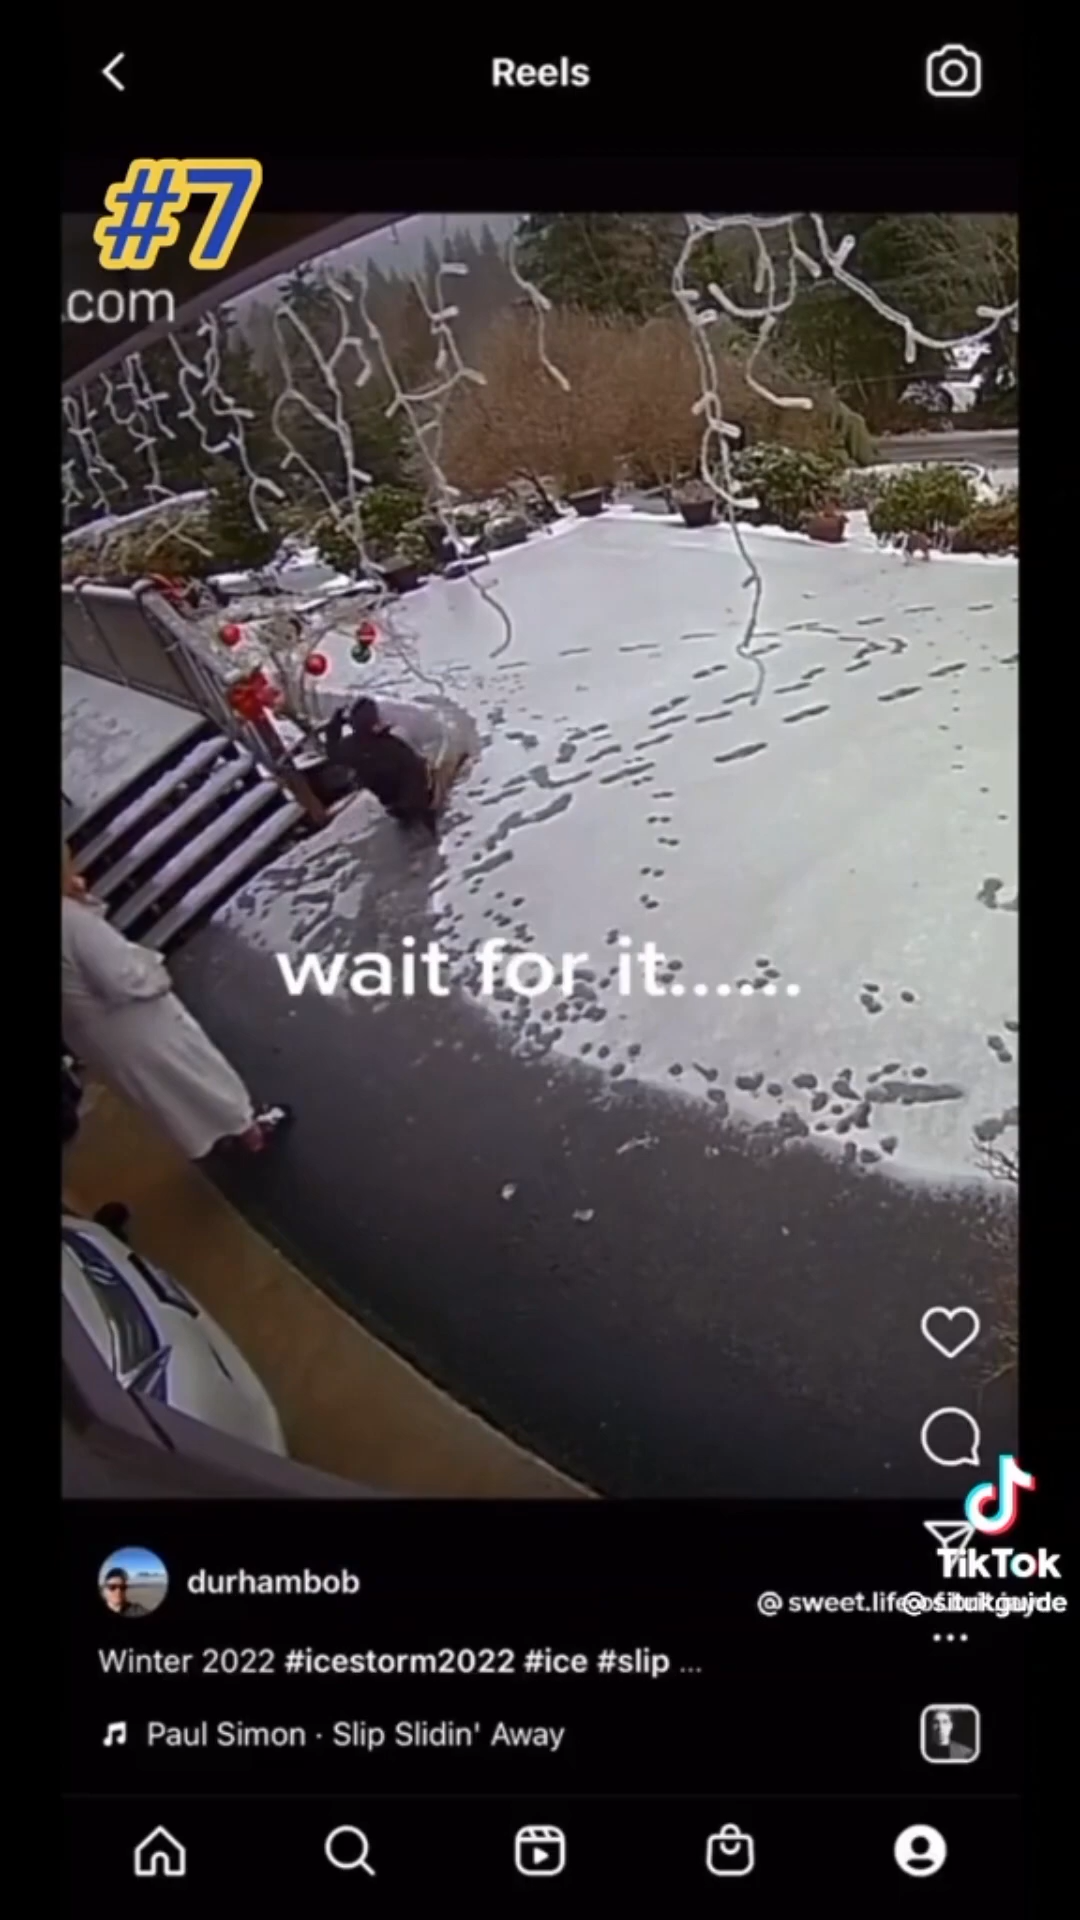 Reels
#7
.com
wait for it......
TikTok
durhambob
Winter 2022 #icestorm2022 #ice #slip ...
Paul Simon · Slip Slidin' Away